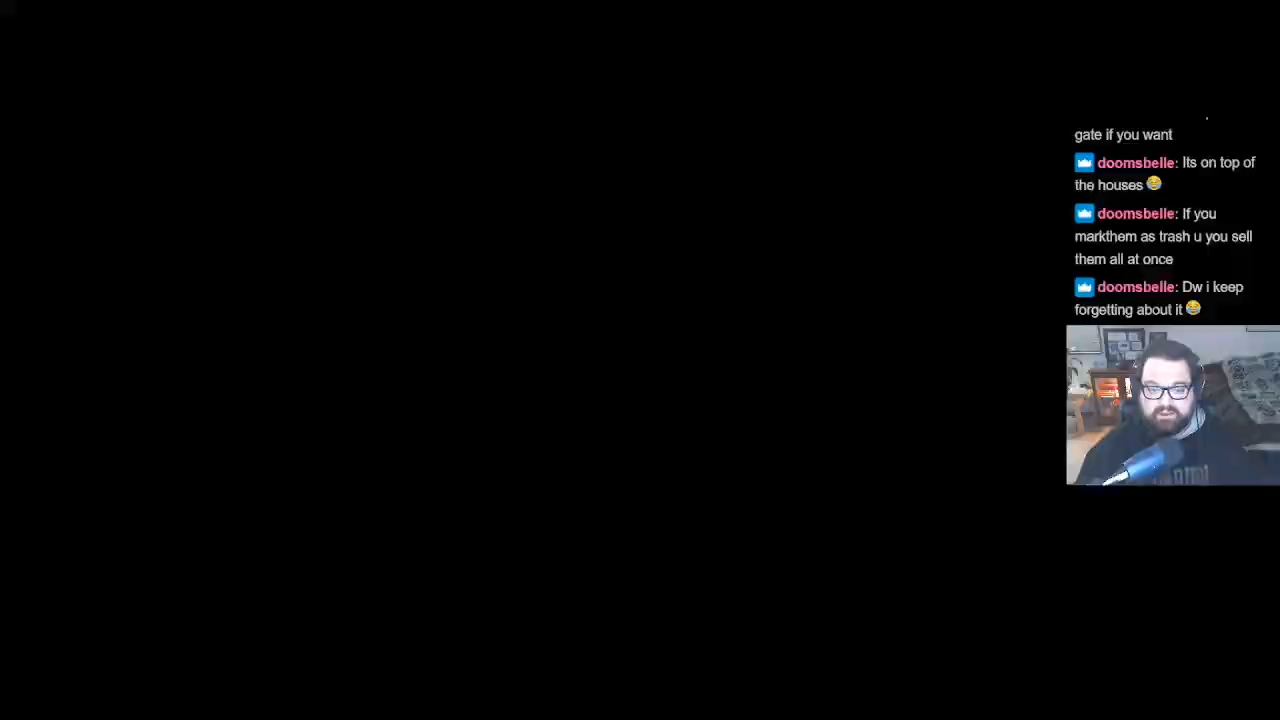 gate if you want
doomsbelle: Its on top of
the houses 😂
doomsbelle: If you
markthem as trash u you sell
them all at once
doomsbelle: Dw i keep
forgetting about it 😂